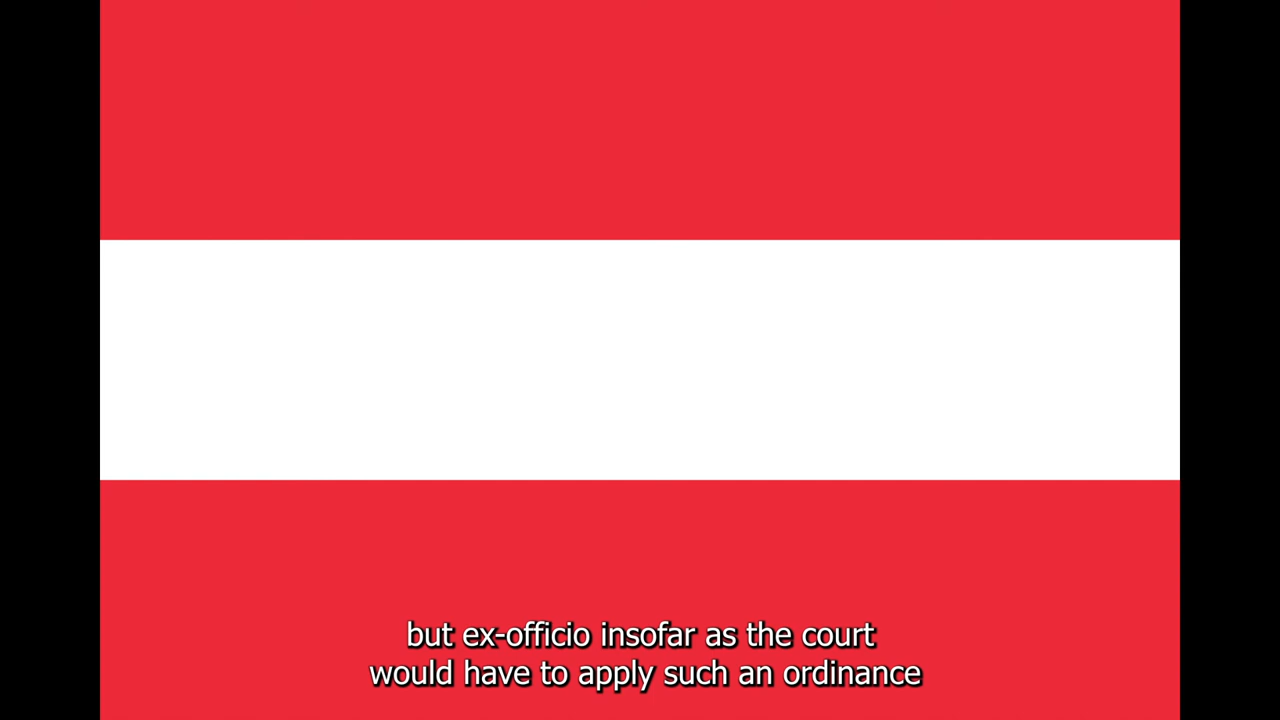 but ex-officio insofar as the court
would have to apply such an ordinance